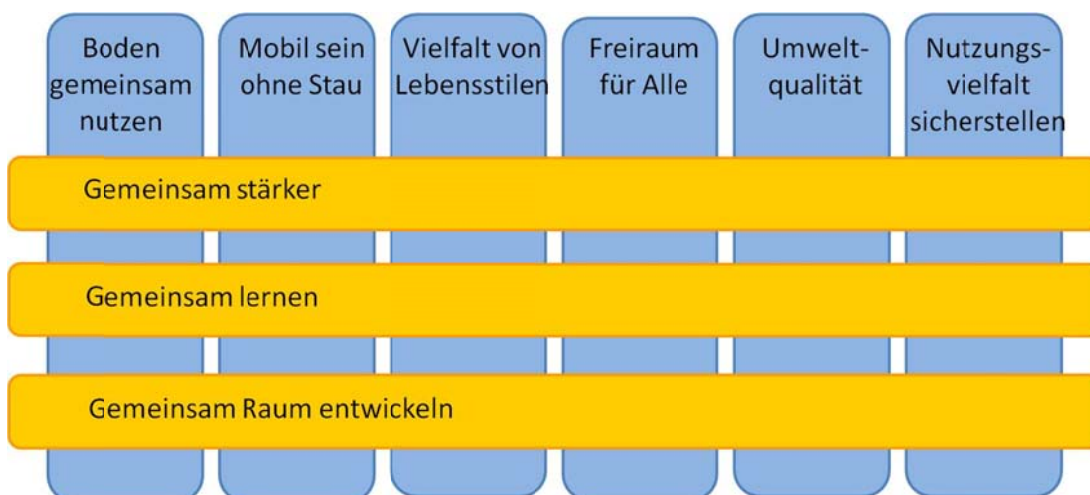 Boden
gemeinsam
nutzen
Mobil sein
ohne Stau
Vielfalt von
Lebensstilen
Freiraum
für Alle
Umwelt-
qualität
Nutzungs-
vielfalt
sicherstellen
Gemeinsam stärker
Gemeinsam lernen
Gemeinsam Raum entwickeln